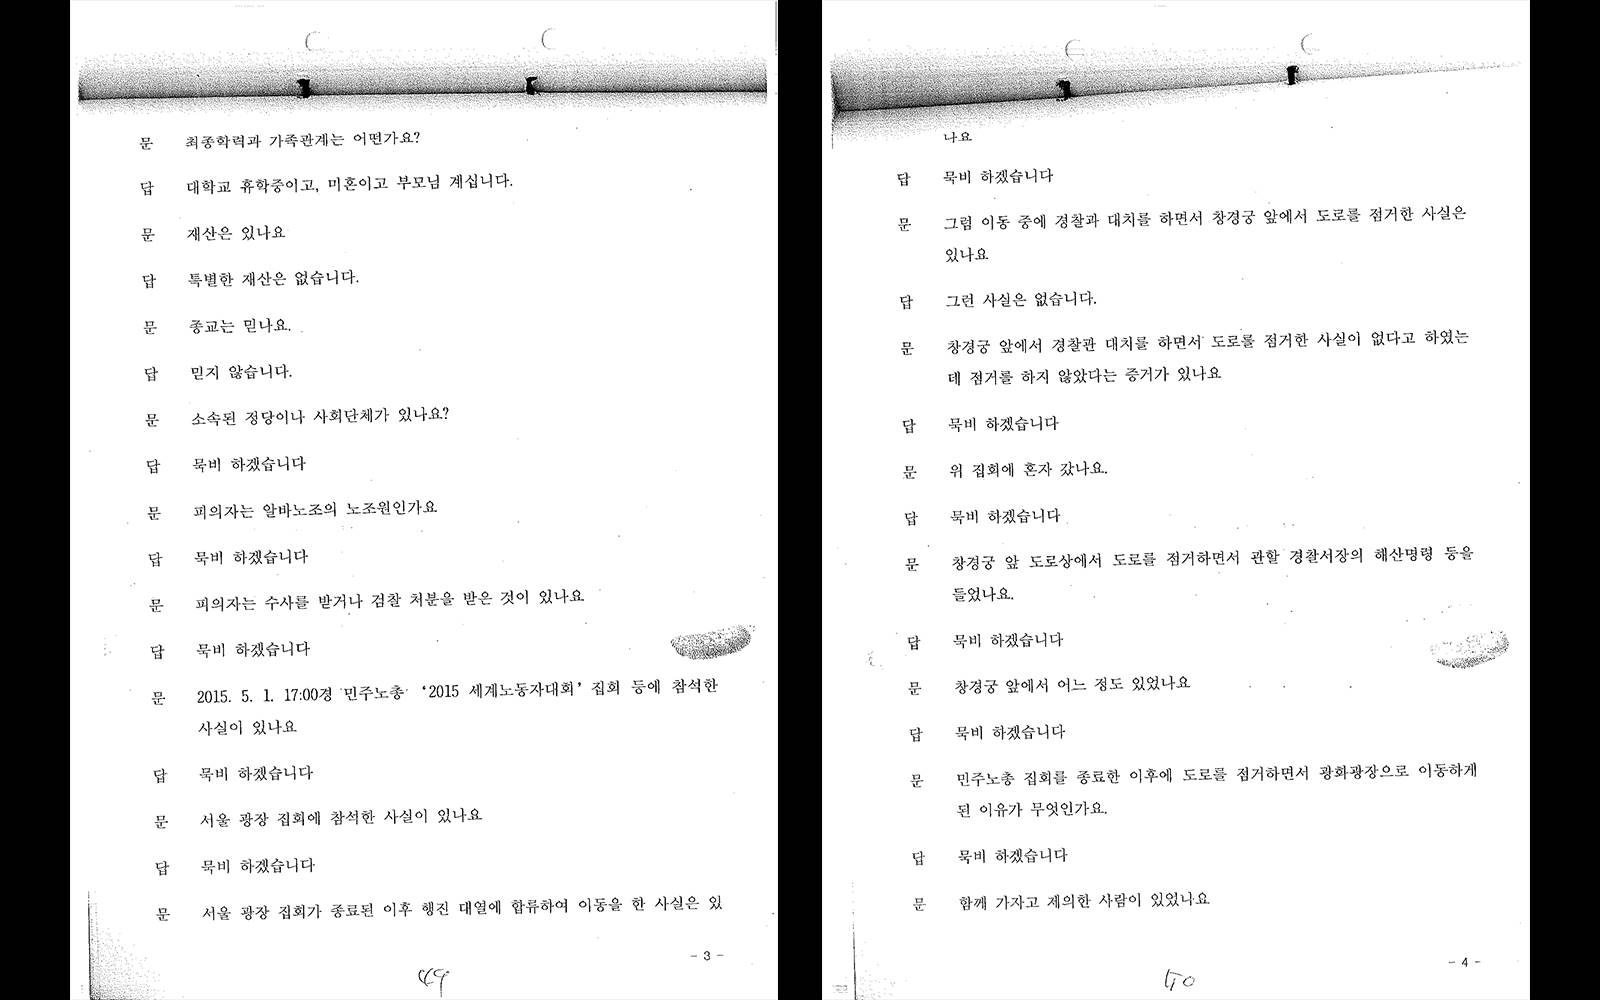 문 최종학력과 가족관계는 어떤가요?
답 대학교 휴학중이고, 미혼이고 부모님 계십니다.
문 재산은 있나요
답 특별한 재산은 없습니다.
문 종교는 믿나요.
답 믿지 않습니다.
문 소속된 정당이나 사회단체가 있나요?
답 묵비 하겠습니다
문 피의자는 알바노조의 노조원인가요
답 묵비 하겠습니다
문 피의자는 수사를 받거나 검찰 처분을 받은 것이 있나요
답 묵비 하겠습니다
문 2015. 5. 1. 17:00경 민주노총 '2015 세계노동자대회' 집회 등에 참석한
사실이 있나요
답 묵비 하겠습니다
문 서울 광장 집회에 참석한 사실이 있나요
답 묵비 하겠습니다
문 서울 광장 집회가 종료된 이후 행진 대열에 합류하여 이동을 한 사실은 있
- 3 -
49
나요
답 묵비 하겠습니다
문 그럼 이동 중에 경찰과 대치를 하면서 창경궁 앞에서 도로를 점거한 사실은
있나요
답 그런 사실은 없습니다.
문 창경궁 앞에서 경찰관 대치를 하면서 도로를 점거한 사실이 없다고 하였는
데 점거를 하지 않았다는 증거가 있나요
답 묵비 하겠습니다
문 위 집회에 혼자 갔나요.
답 묵비 하겠습니다
문 창경궁 앞 도로상에서 도로를 점거하면서 관할 경찰서장의 해산명령 등을
들었나요.
답 묵비 하겠습니다
문 창경궁 앞에서 어느 정도 있었나요
답 묵비 하겠습니다
문 민주노총 집회를 종료한 이후에 도로를 점거하면서 광화광장으로 이동하게
된 이유가 무엇인가요.
답 묵비 하겠습니다
문 함께 가자고 제의한 사람이 있었나요
- 4 -
50